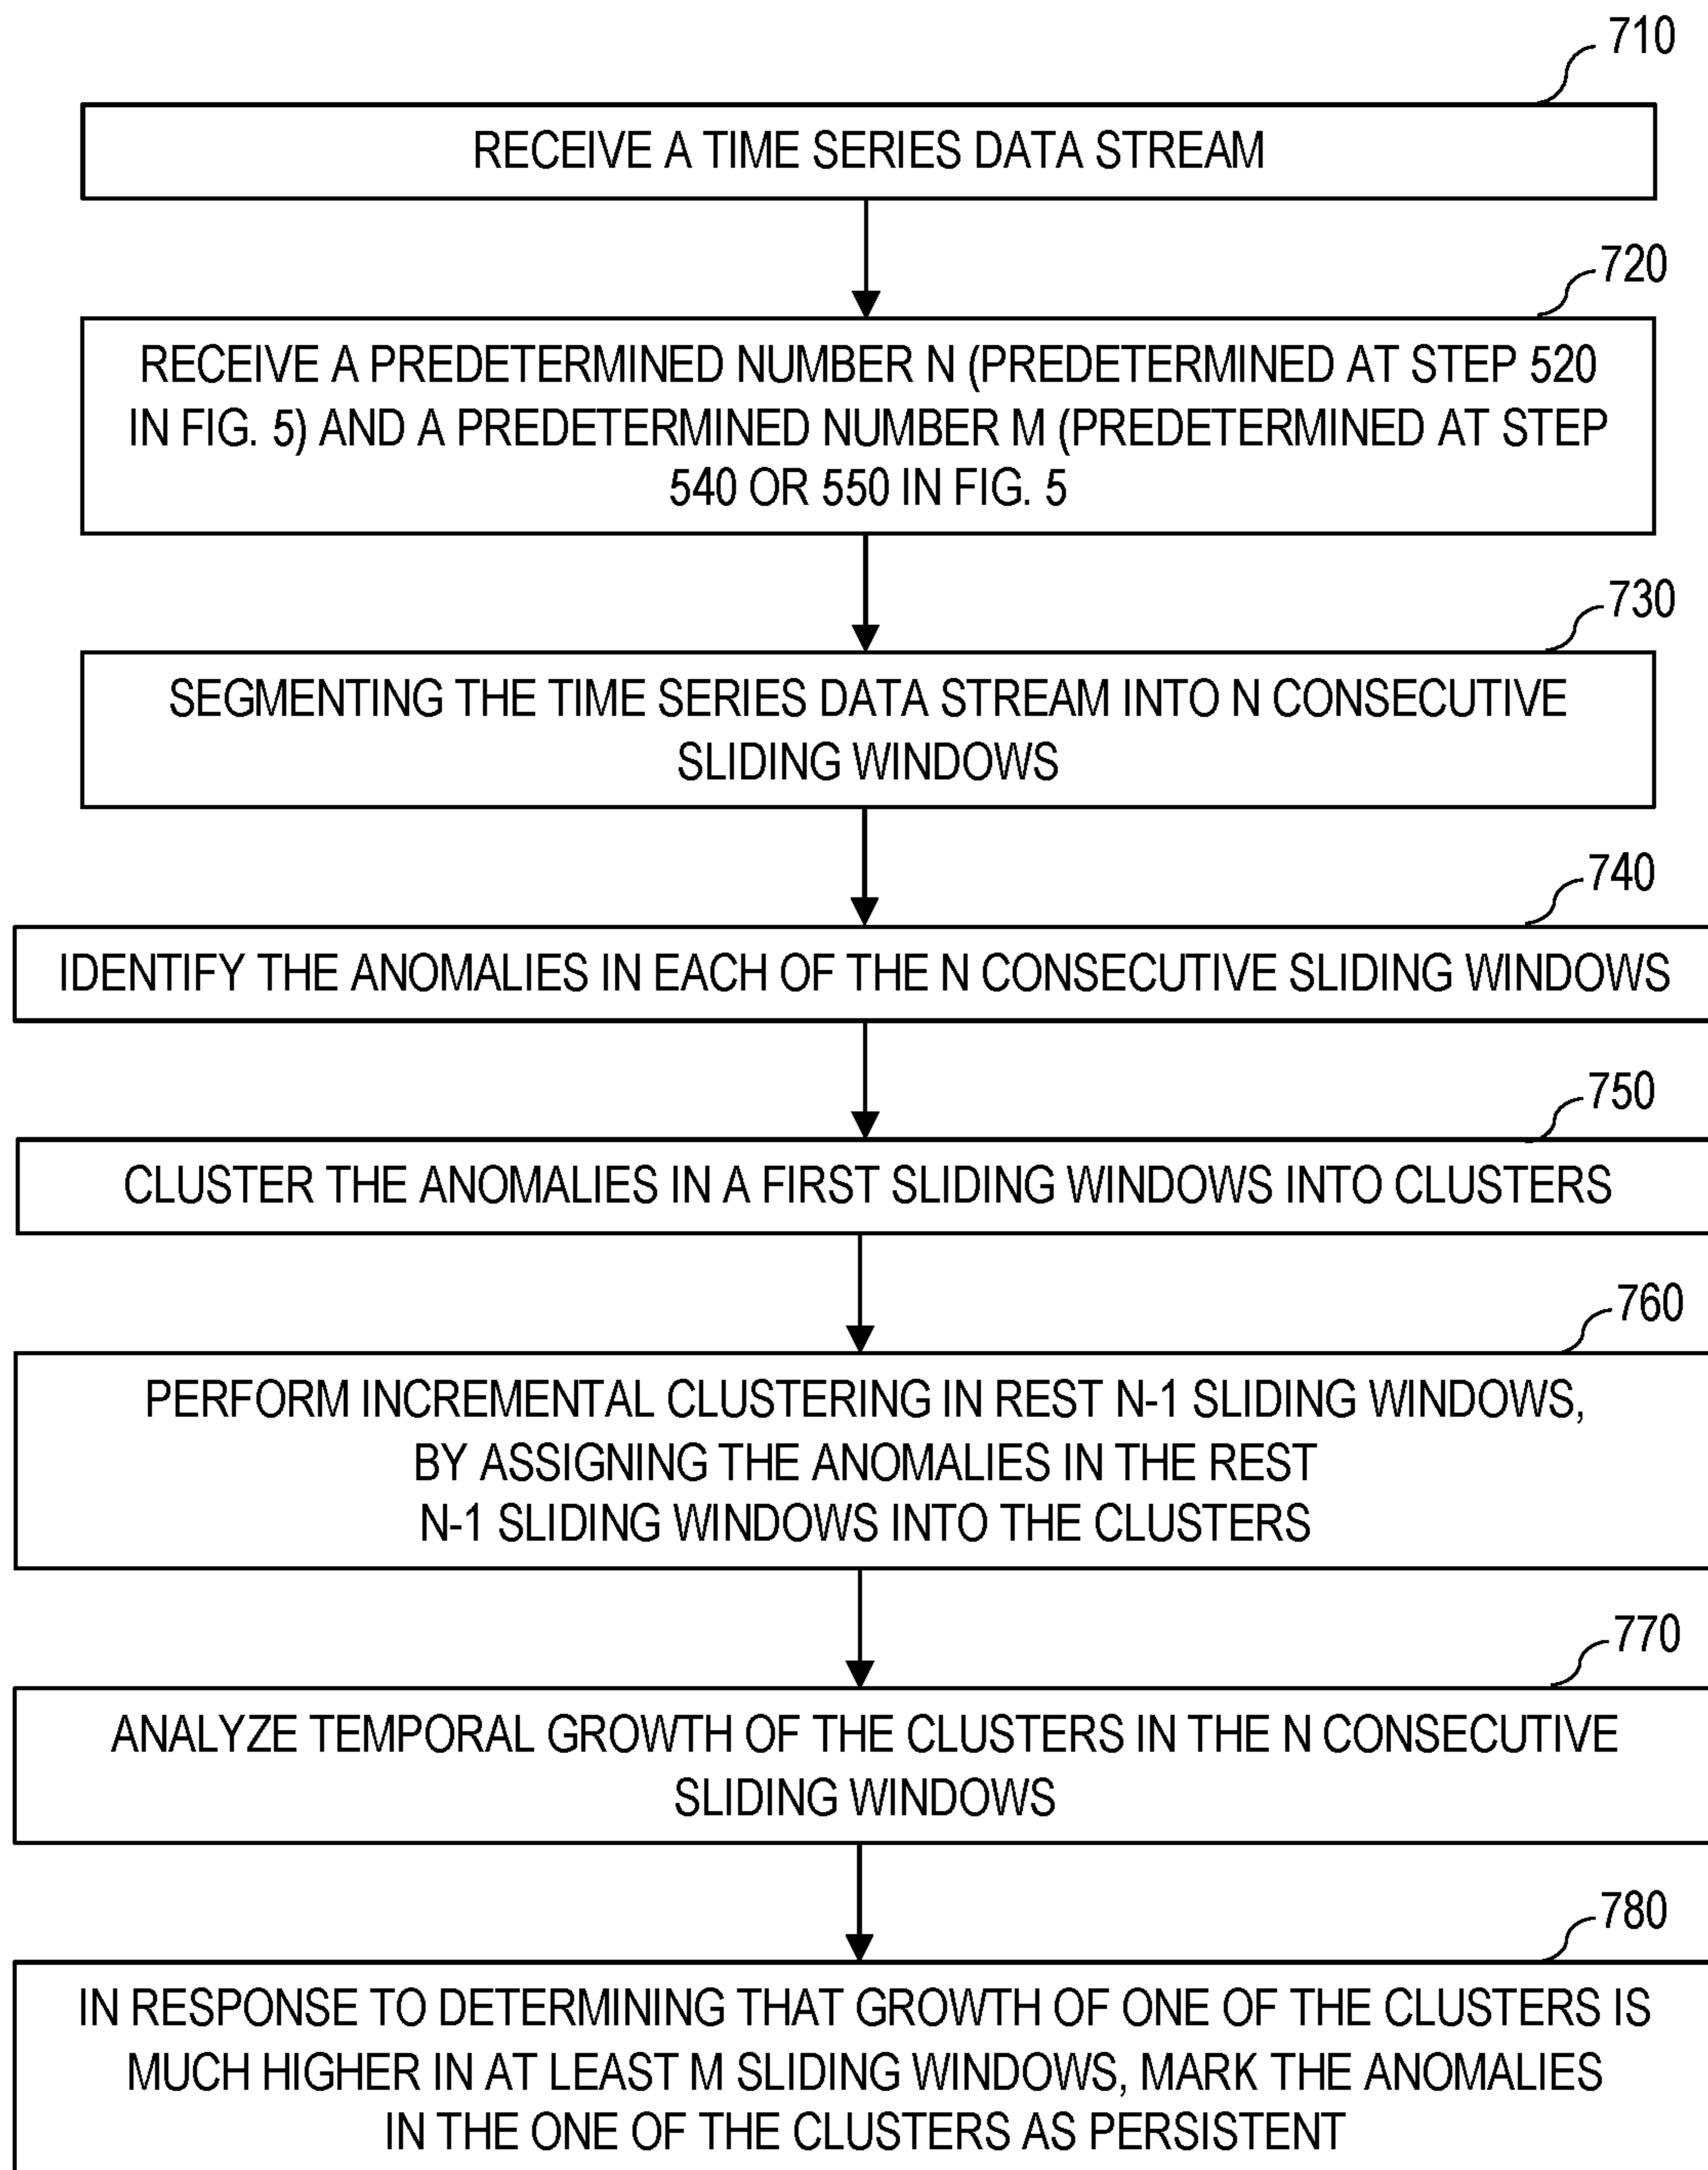 710
RECEIVE A TIME SERIES DATA STREAM
720
RECEIVE A PREDETERMINED NUMBER N (PREDETERMINED AT STEP 520
IN FIG. 5) AND A PREDETERMINED NUMBER M (PREDETERMINED AT STEP
540 OR 550 IN FIG. 5
730
SEGMENTING THE TIME SERIES DATA STREAM INTO N CONSECUTIVE
SLIDING WINDOWS
740
IDENTIFY THE ANOMALIES IN EACH OF THE N CONSECUTIVE SLIDING WINDOWS
750
CLUSTER THE ANOMALIES IN A FIRST SLIDING WINDOWS INTO CLUSTERS
760
PERFORM INCREMENTAL CLUSTERING IN REST N-1 SLIDING WINDOWS,
BY ASSIGNING THE ANOMALIES IN THE REST
N-1 SLIDING WINDOWS INTO THE CLUSTERS
770
ANALYZE TEMPORAL GROWTH OF THE CLUSTERS IN THE N CONSECUTIVE
SLIDING WINDOWS
780
IN RESPONSE TO DETERMINING THAT GROWTH OF ONE OF THE CLUSTERS IS
MUCH HIGHER IN AT LEAST M SLIDING WINDOWS, MARK THE ANOMALIES
IN THE ONE OF THE CLUSTERS AS PERSISTENT